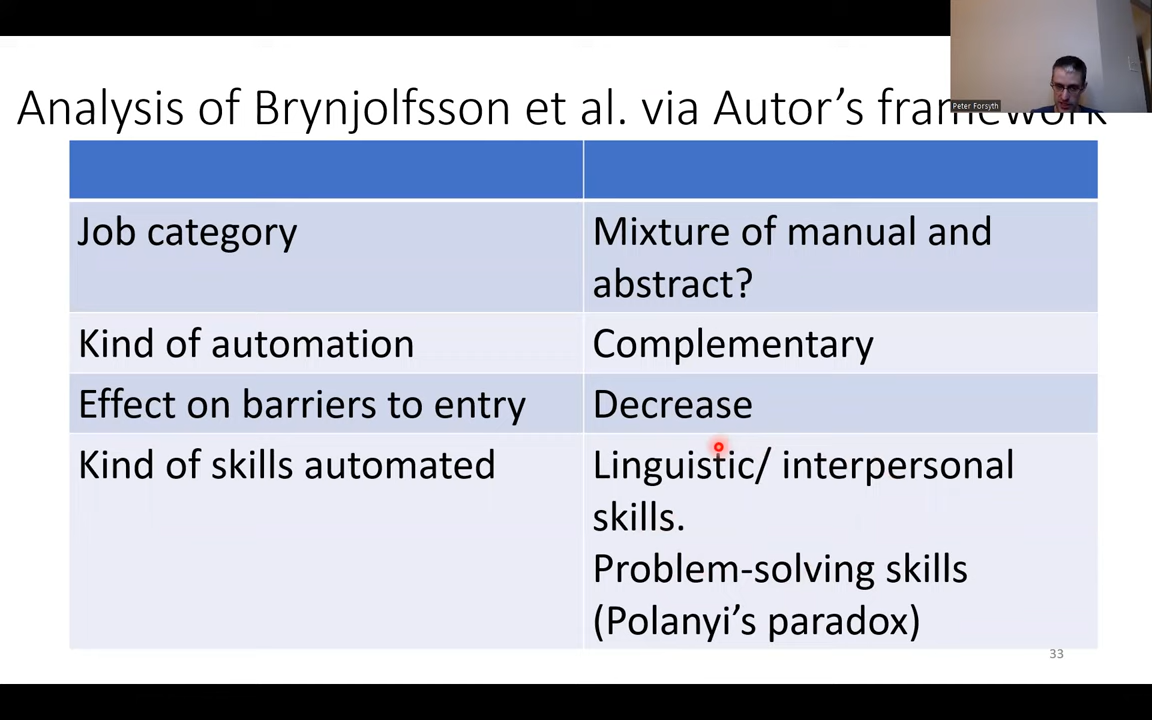 Analysis of Brynjolfsson et al. via Autor's framework
Peter Forsyth
Job category
Mixture of manual and
abstract?
Kind of automation
Complementary
Effect on barriers to entry
Decrease
Kind of skills automated
Linguistic/ interpersonal
skills.
Problem-solving skills
(Polanyi's paradox)
33